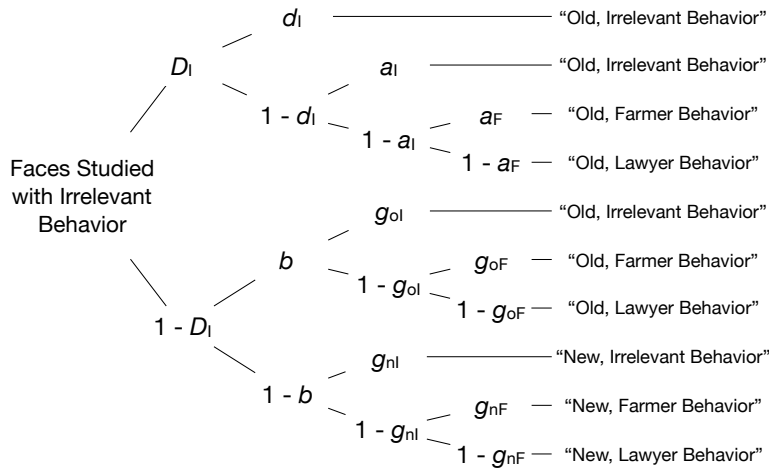 dI “Old, Irrelevant Behavior”
DI aI “Old, Irrelevant Behavior”
1 - dI aF “Old, Farmer Behavior”
1 - aI
1 - aF “Old, Lawyer Behavior”
Faces Studied
with Irrelevant
Behavior
goI “Old, Irrelevant Behavior”
b goF “Old, Farmer Behavior”
1 - goI
1 - goF “Old, Lawyer Behavior”
1 - DI
gnI “New, Irrelevant Behavior”
1 - b gnF “New, Farmer Behavior”
1 - gnI
1 - gnF “New, Lawyer Behavior”